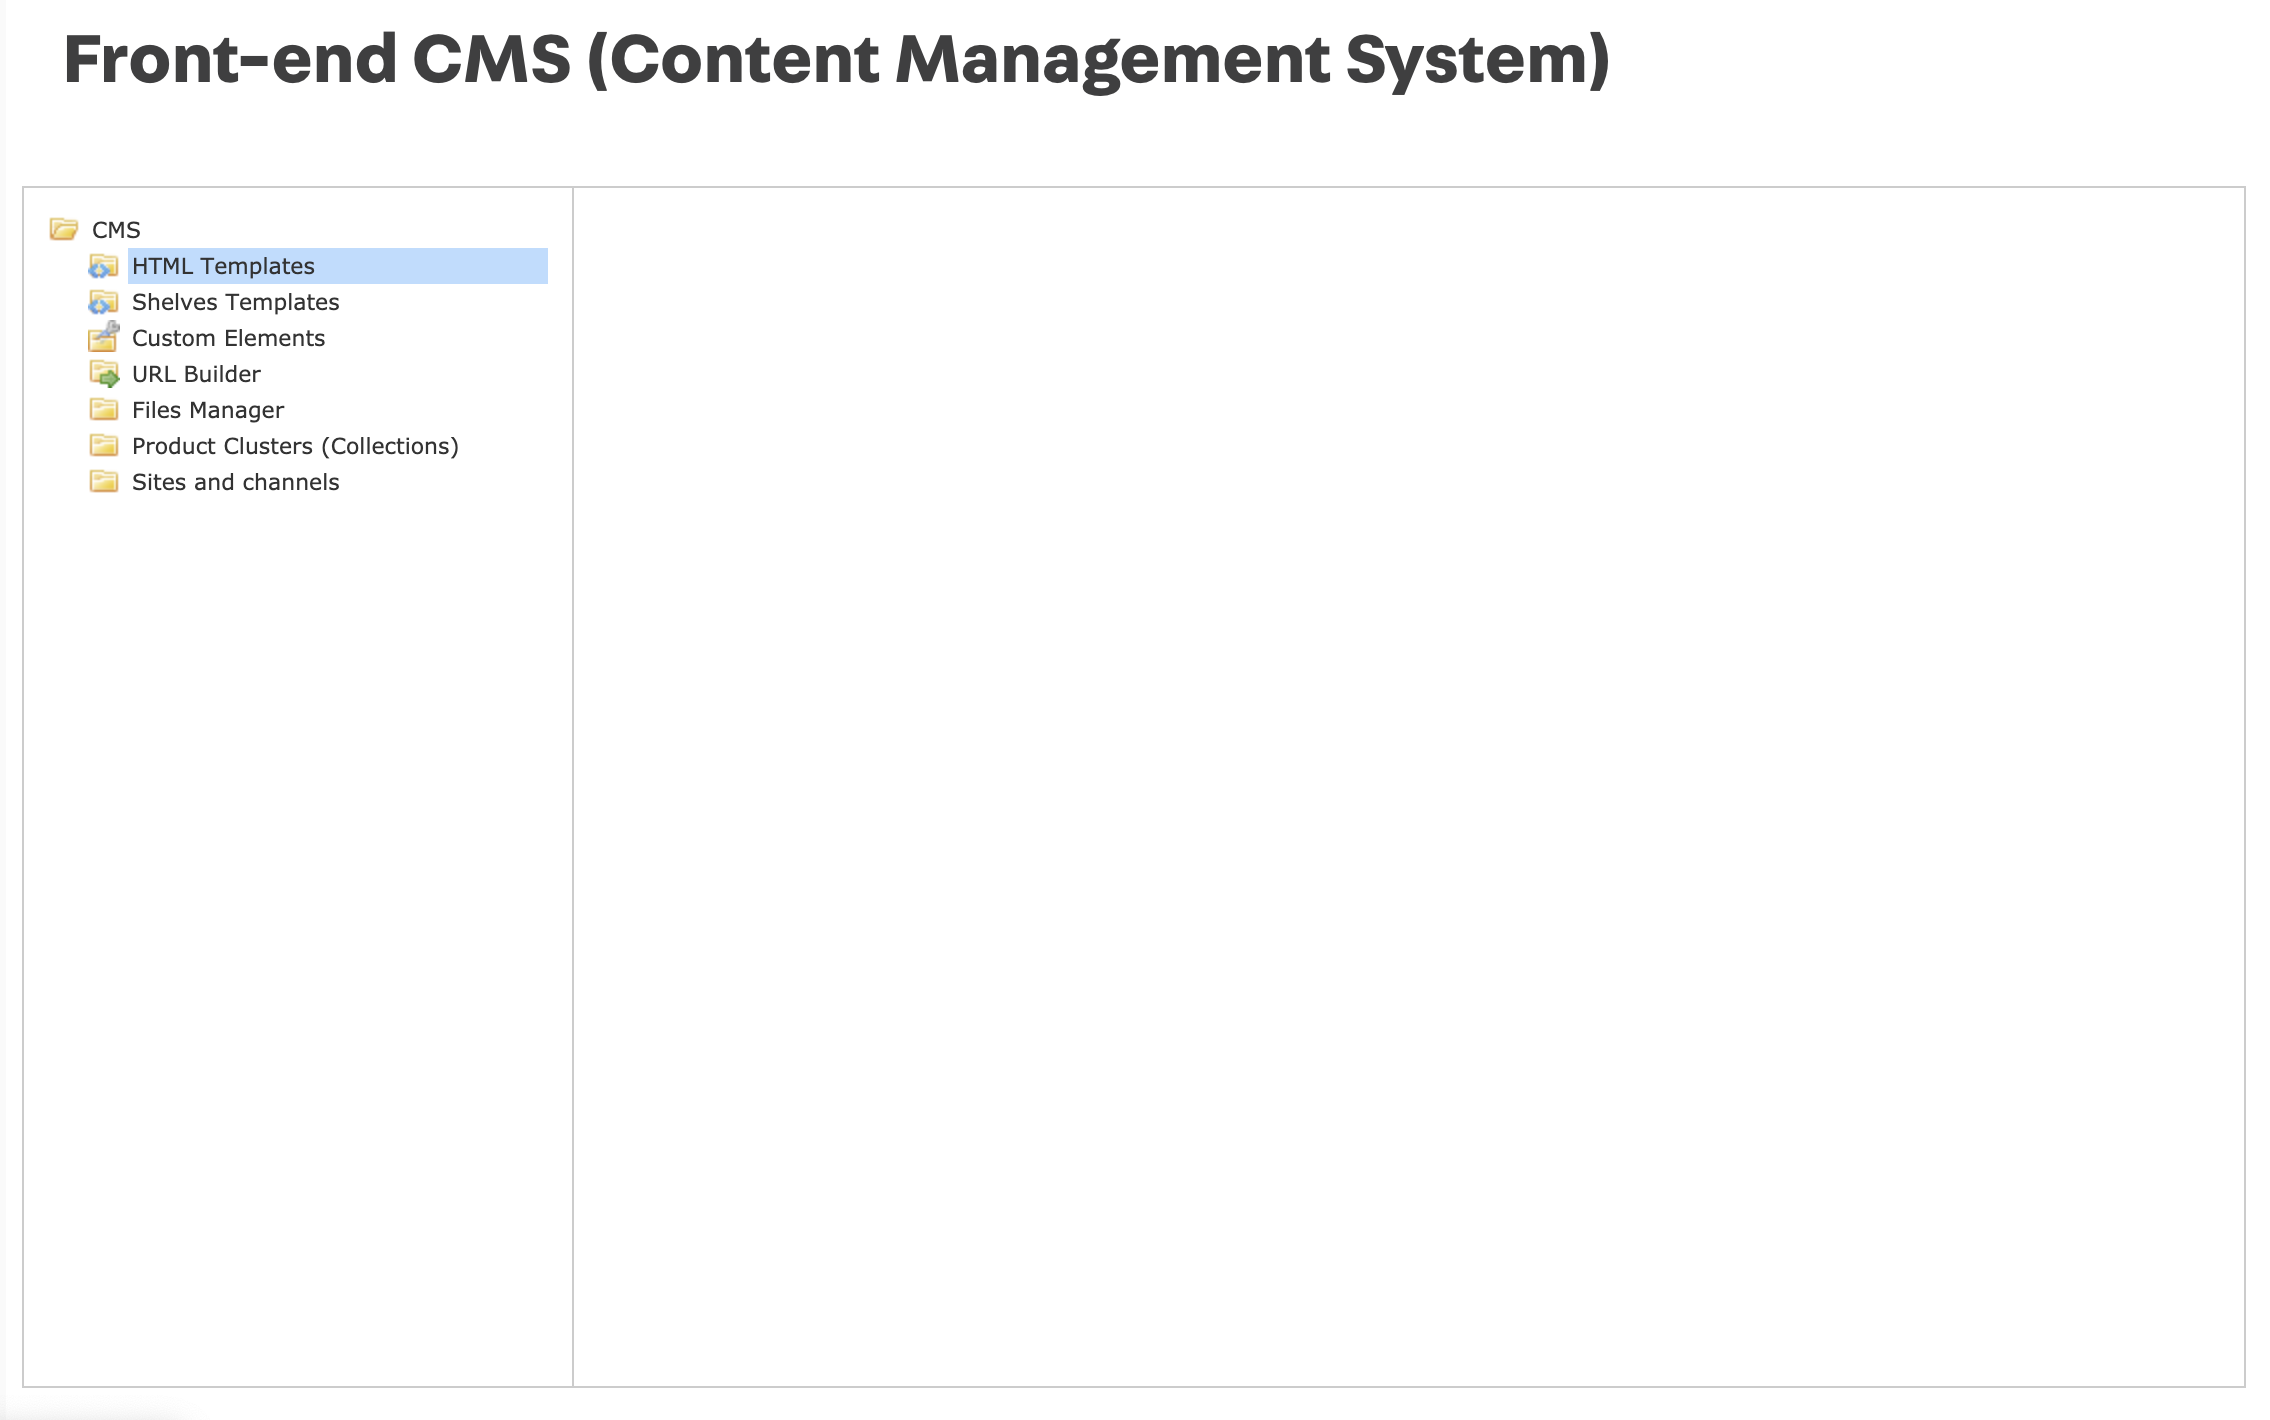 Front-end CMS (Content Management System)
CMS
HTML Templates
Shelves Templates
Custom Elements
URL Builder
Files Manager
Product Clusters (Collections)
Sites and channels